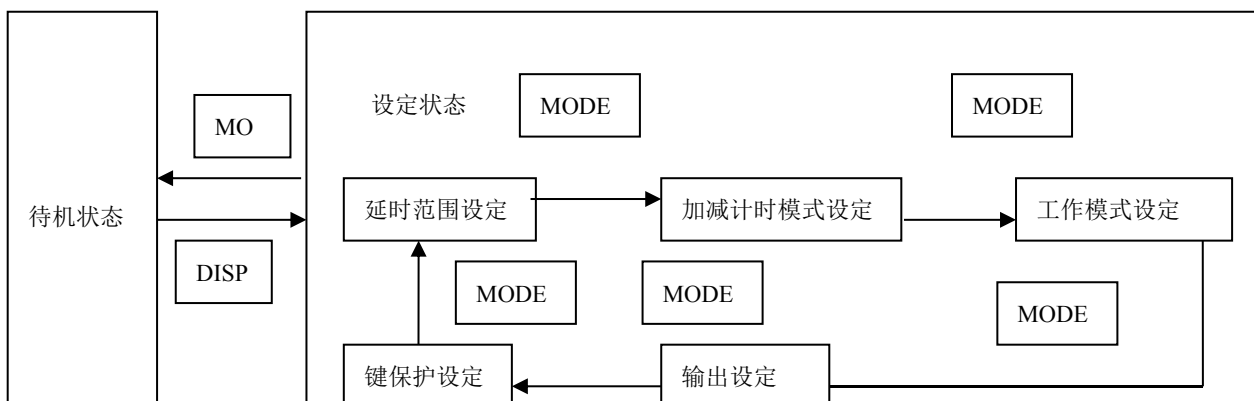 设定状态
MODE
MODE
MO
待机状态
延时范围设定
加减计时模式设定
工作模式设定
DISP
MODE
MODE
MODE
键保护设定
输出设定